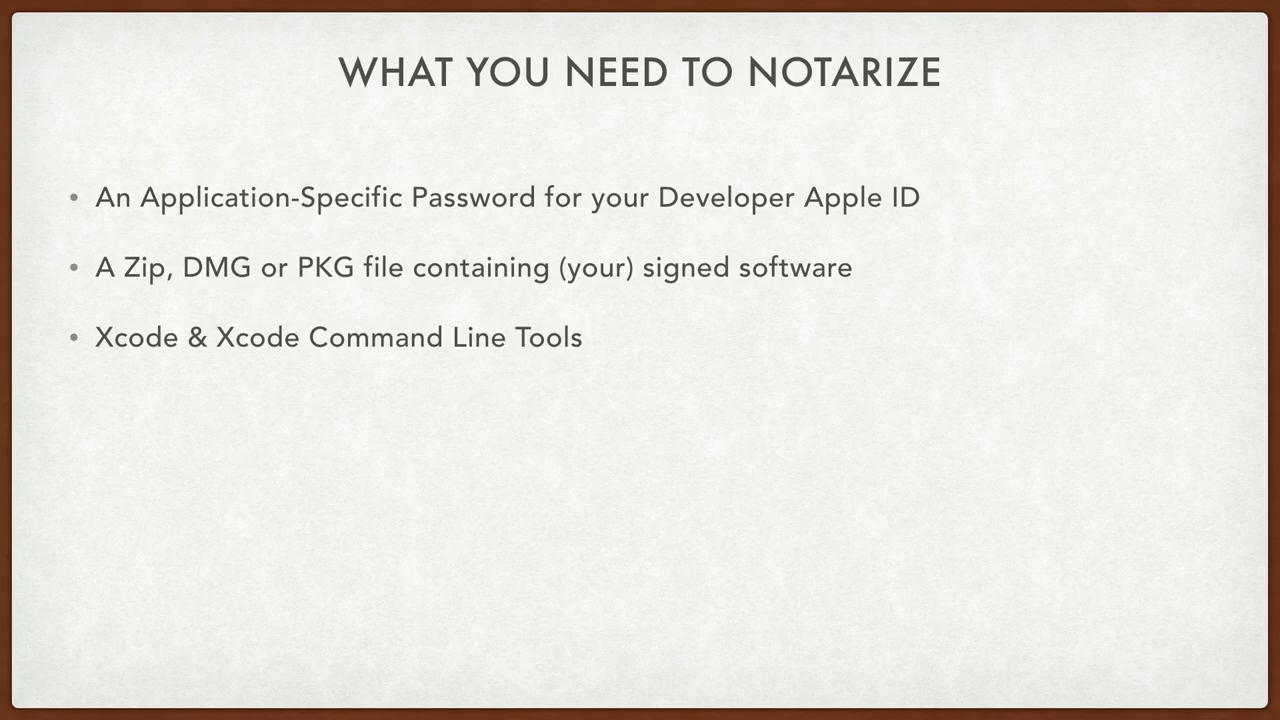 WHAT YOU NEED TO NOTARIZE
• An Application-Specific Password for your Developer Apple ID
• A Zip, DMG or PKG file containing (your) signed software
• Xcode & Xcode Command Line Tools